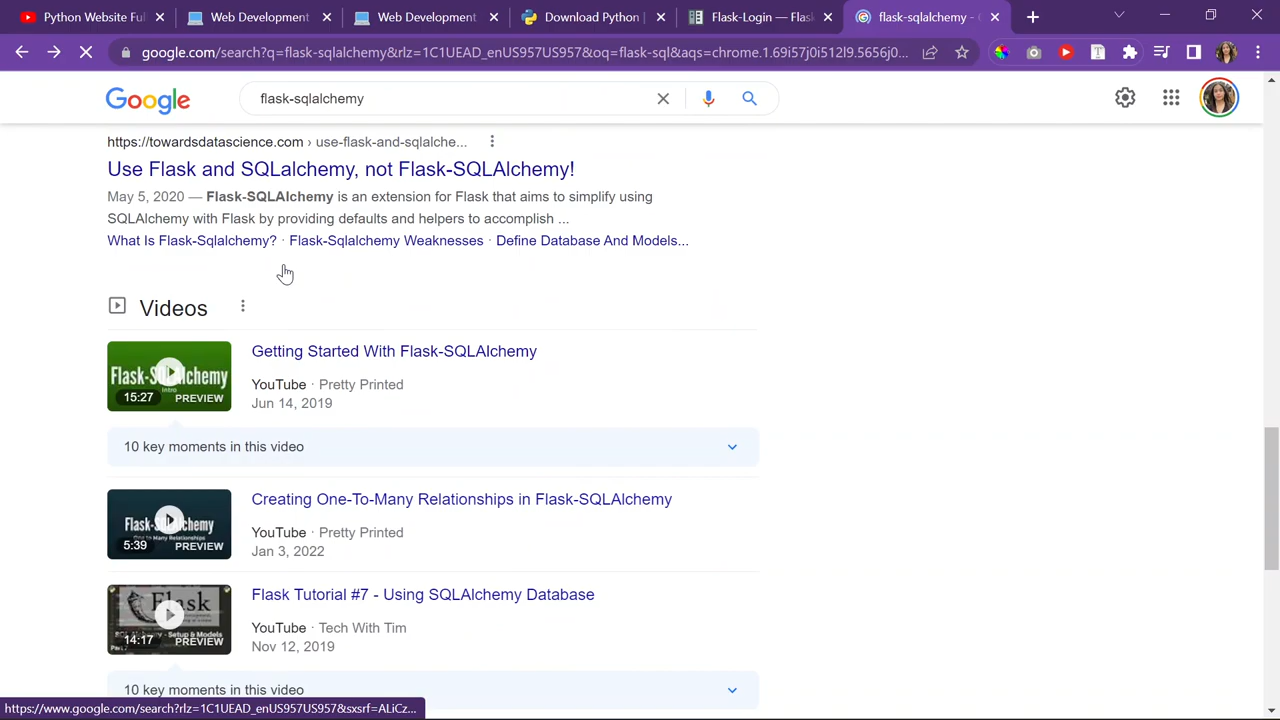 Python Website Ful
Web Development
Web Development
Download Python
Flask-Login — Flask
flask-sqlalchemy -
google.com/search?q=flask-sqlalchemy&rlz=1C1UEAD_enUS957US957&oq=flask-sql&aqs=chrome.1.69i57j0i512l9.5656j0...
Google
flask-sqlalchemy
https://towardsdatascience.com › use-flask-and-sqlalche...
Use Flask and SQLalchemy, not Flask-SQLAlchemy!
May 5, 2020 — Flask-SQLAlchemy is an extension for Flask that aims to simplify using
SQLAlchemy with Flask by providing defaults and helpers to accomplish ...
What Is Flask-Sqlalchemy? · Flask-Sqlalchemy Weaknesses · Define Database And Models...
Videos
Getting Started With Flask-SQLAlchemy
Intro
15:27
PREVIEW
YouTube · Pretty Printed
Jun 14, 2019
10 key moments in this video
Creating One-To-Many Relationships in Flask-SQLAlchemy
5:39
PREVIEW
YouTube · Pretty Printed
Jan 3, 2022
Flask Tutorial #7 - Using SQLAlchemy Database
Flask
14:17
PREVIEW
YouTube · Tech With Tim
Nov 12, 2019
10 key moments in this video
https://www.google.com/search?rlz=1C1UEAD_enUS957US957&sxsrf=ALiCz...